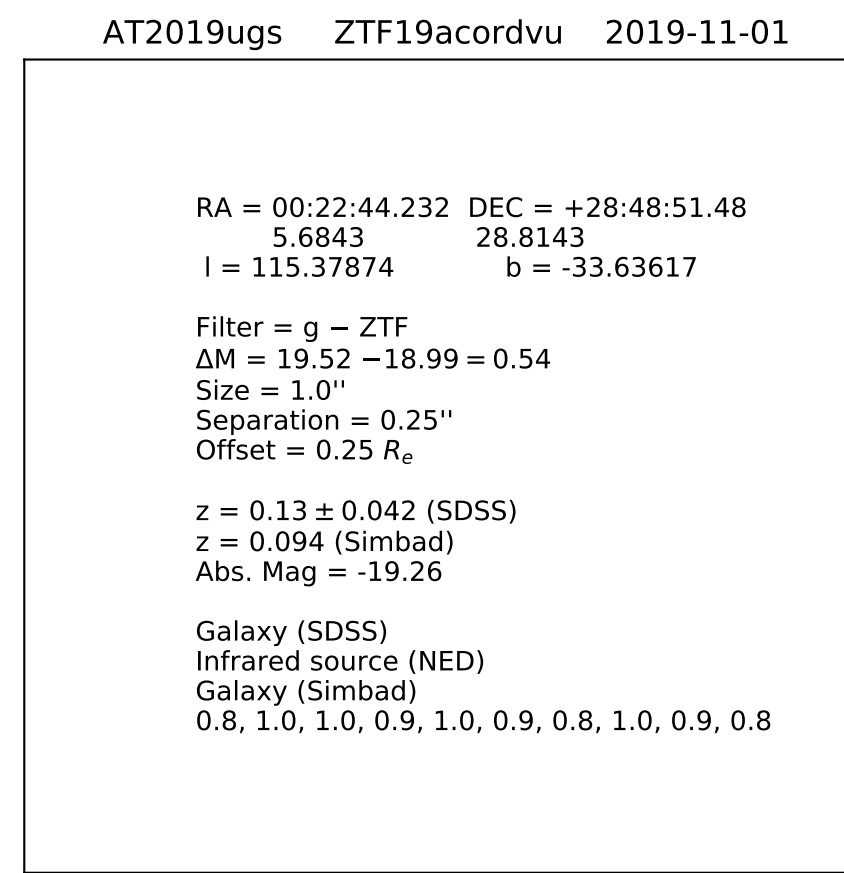 AT2019ugs ZTF19acordvu 2019-11-01
RA = 00:22:44.232 DEC = +28:48:51.48
5.6843 28.8143
l = 115.37874 b = -33.63617
Filter = g − ZTF
ΔM = 19.52 −18.99 = 0.54
Size = 1.0''
Separation = 0.25''
Offset = 0.25 Rₑ
z = 0.13 ± 0.042 (SDSS)
z = 0.094 (Simbad)
Abs. Mag = -19.26
Galaxy (SDSS)
Infrared source (NED)
Galaxy (Simbad)
0.8, 1.0, 1.0, 0.9, 1.0, 0.9, 0.8, 1.0, 0.9, 0.8